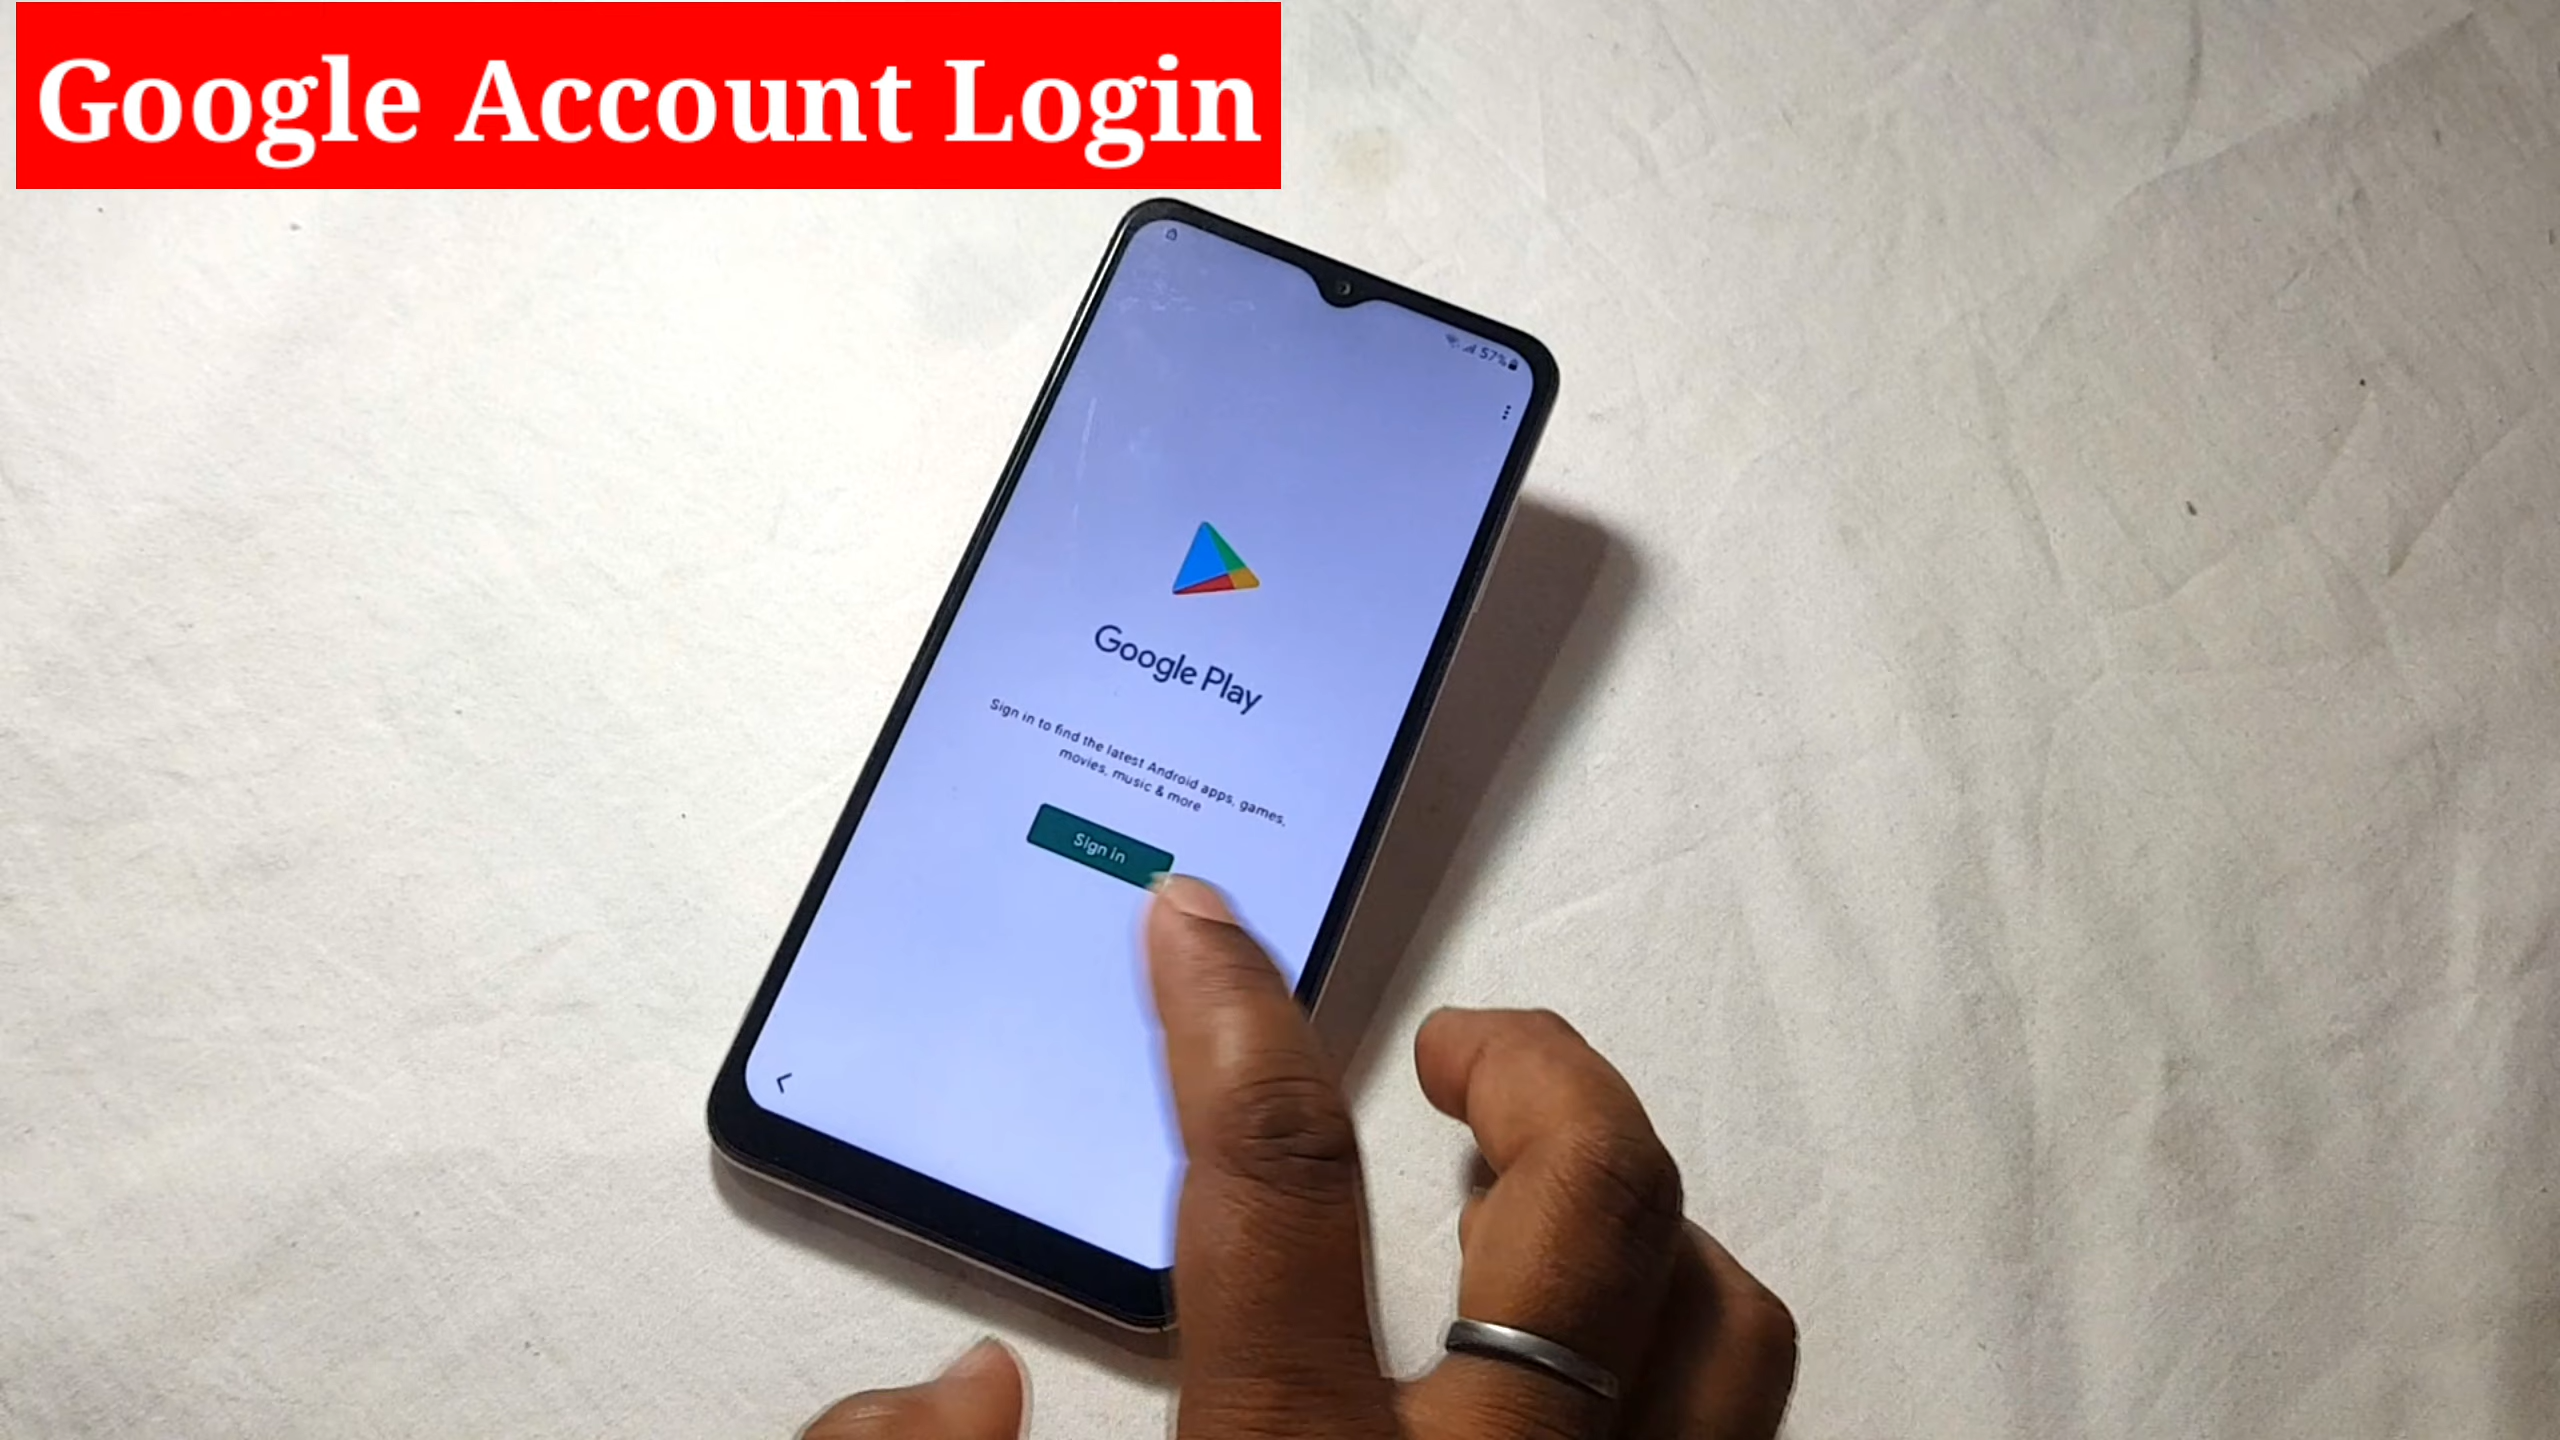 Google Account Login
57%
Google Play
Sign in to find the latest Android apps, games,
movies, music & more
Sign in